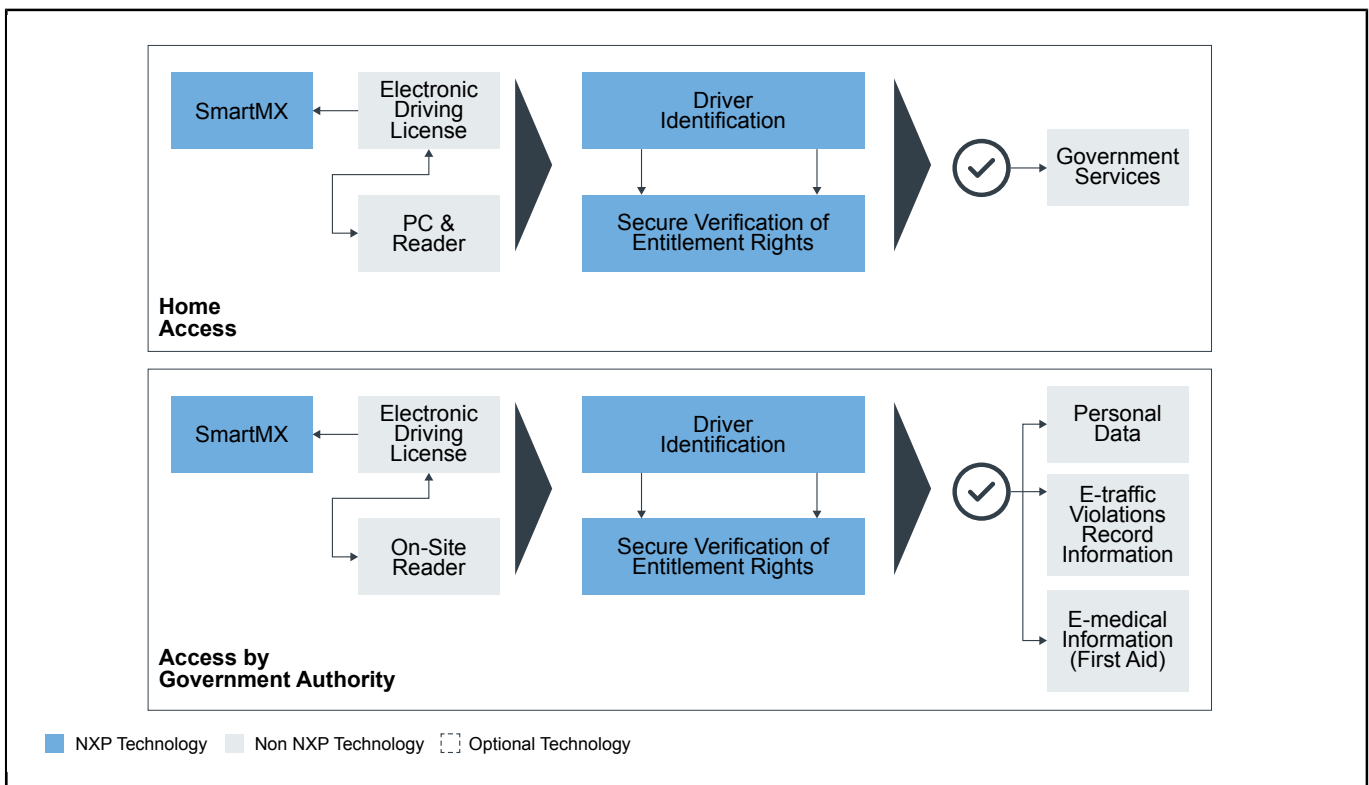 SmartMX
Electronic
Driving
License
PC &
Reader
Driver
Identification
Secure Verification of
Entitlement Rights
Government
Services
Home
Access
SmartMX
Electronic
Driving
License
On-Site
Reader
Driver
Identification
Secure Verification of
Entitlement Rights
Personal
Data
E-traffic
Violations
Record
Information
E-medical
Information
(First Aid)
Access by
Government Authority
NXP Technology
Non NXP Technology
Optional Technology